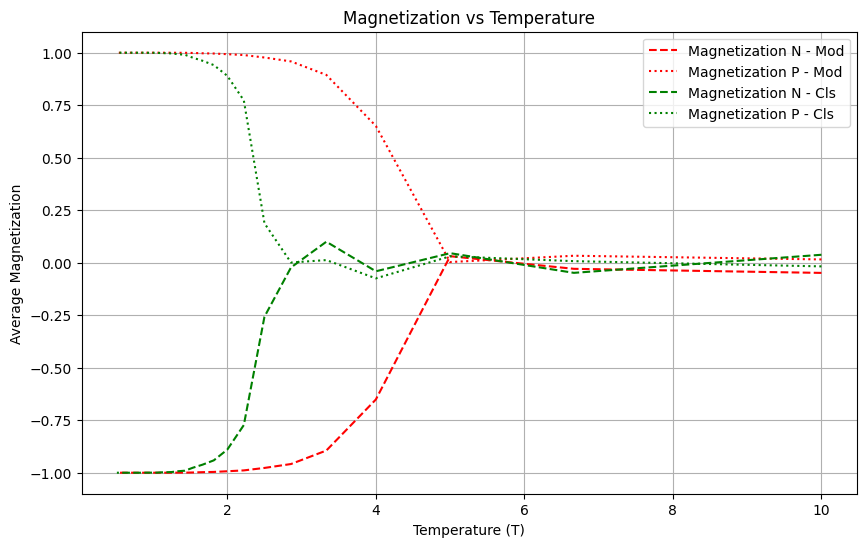 Magnetization vs Temperature
Magnetization N - Mod
Magnetization P - Mod
Magnetization N - Cls
Magnetization P - Cls
1.00
0.75
0.50
0.25
0.00
−0.25
−0.50
−0.75
−1.00
Average Magnetization
2 4 6 8 10
Temperature (T)